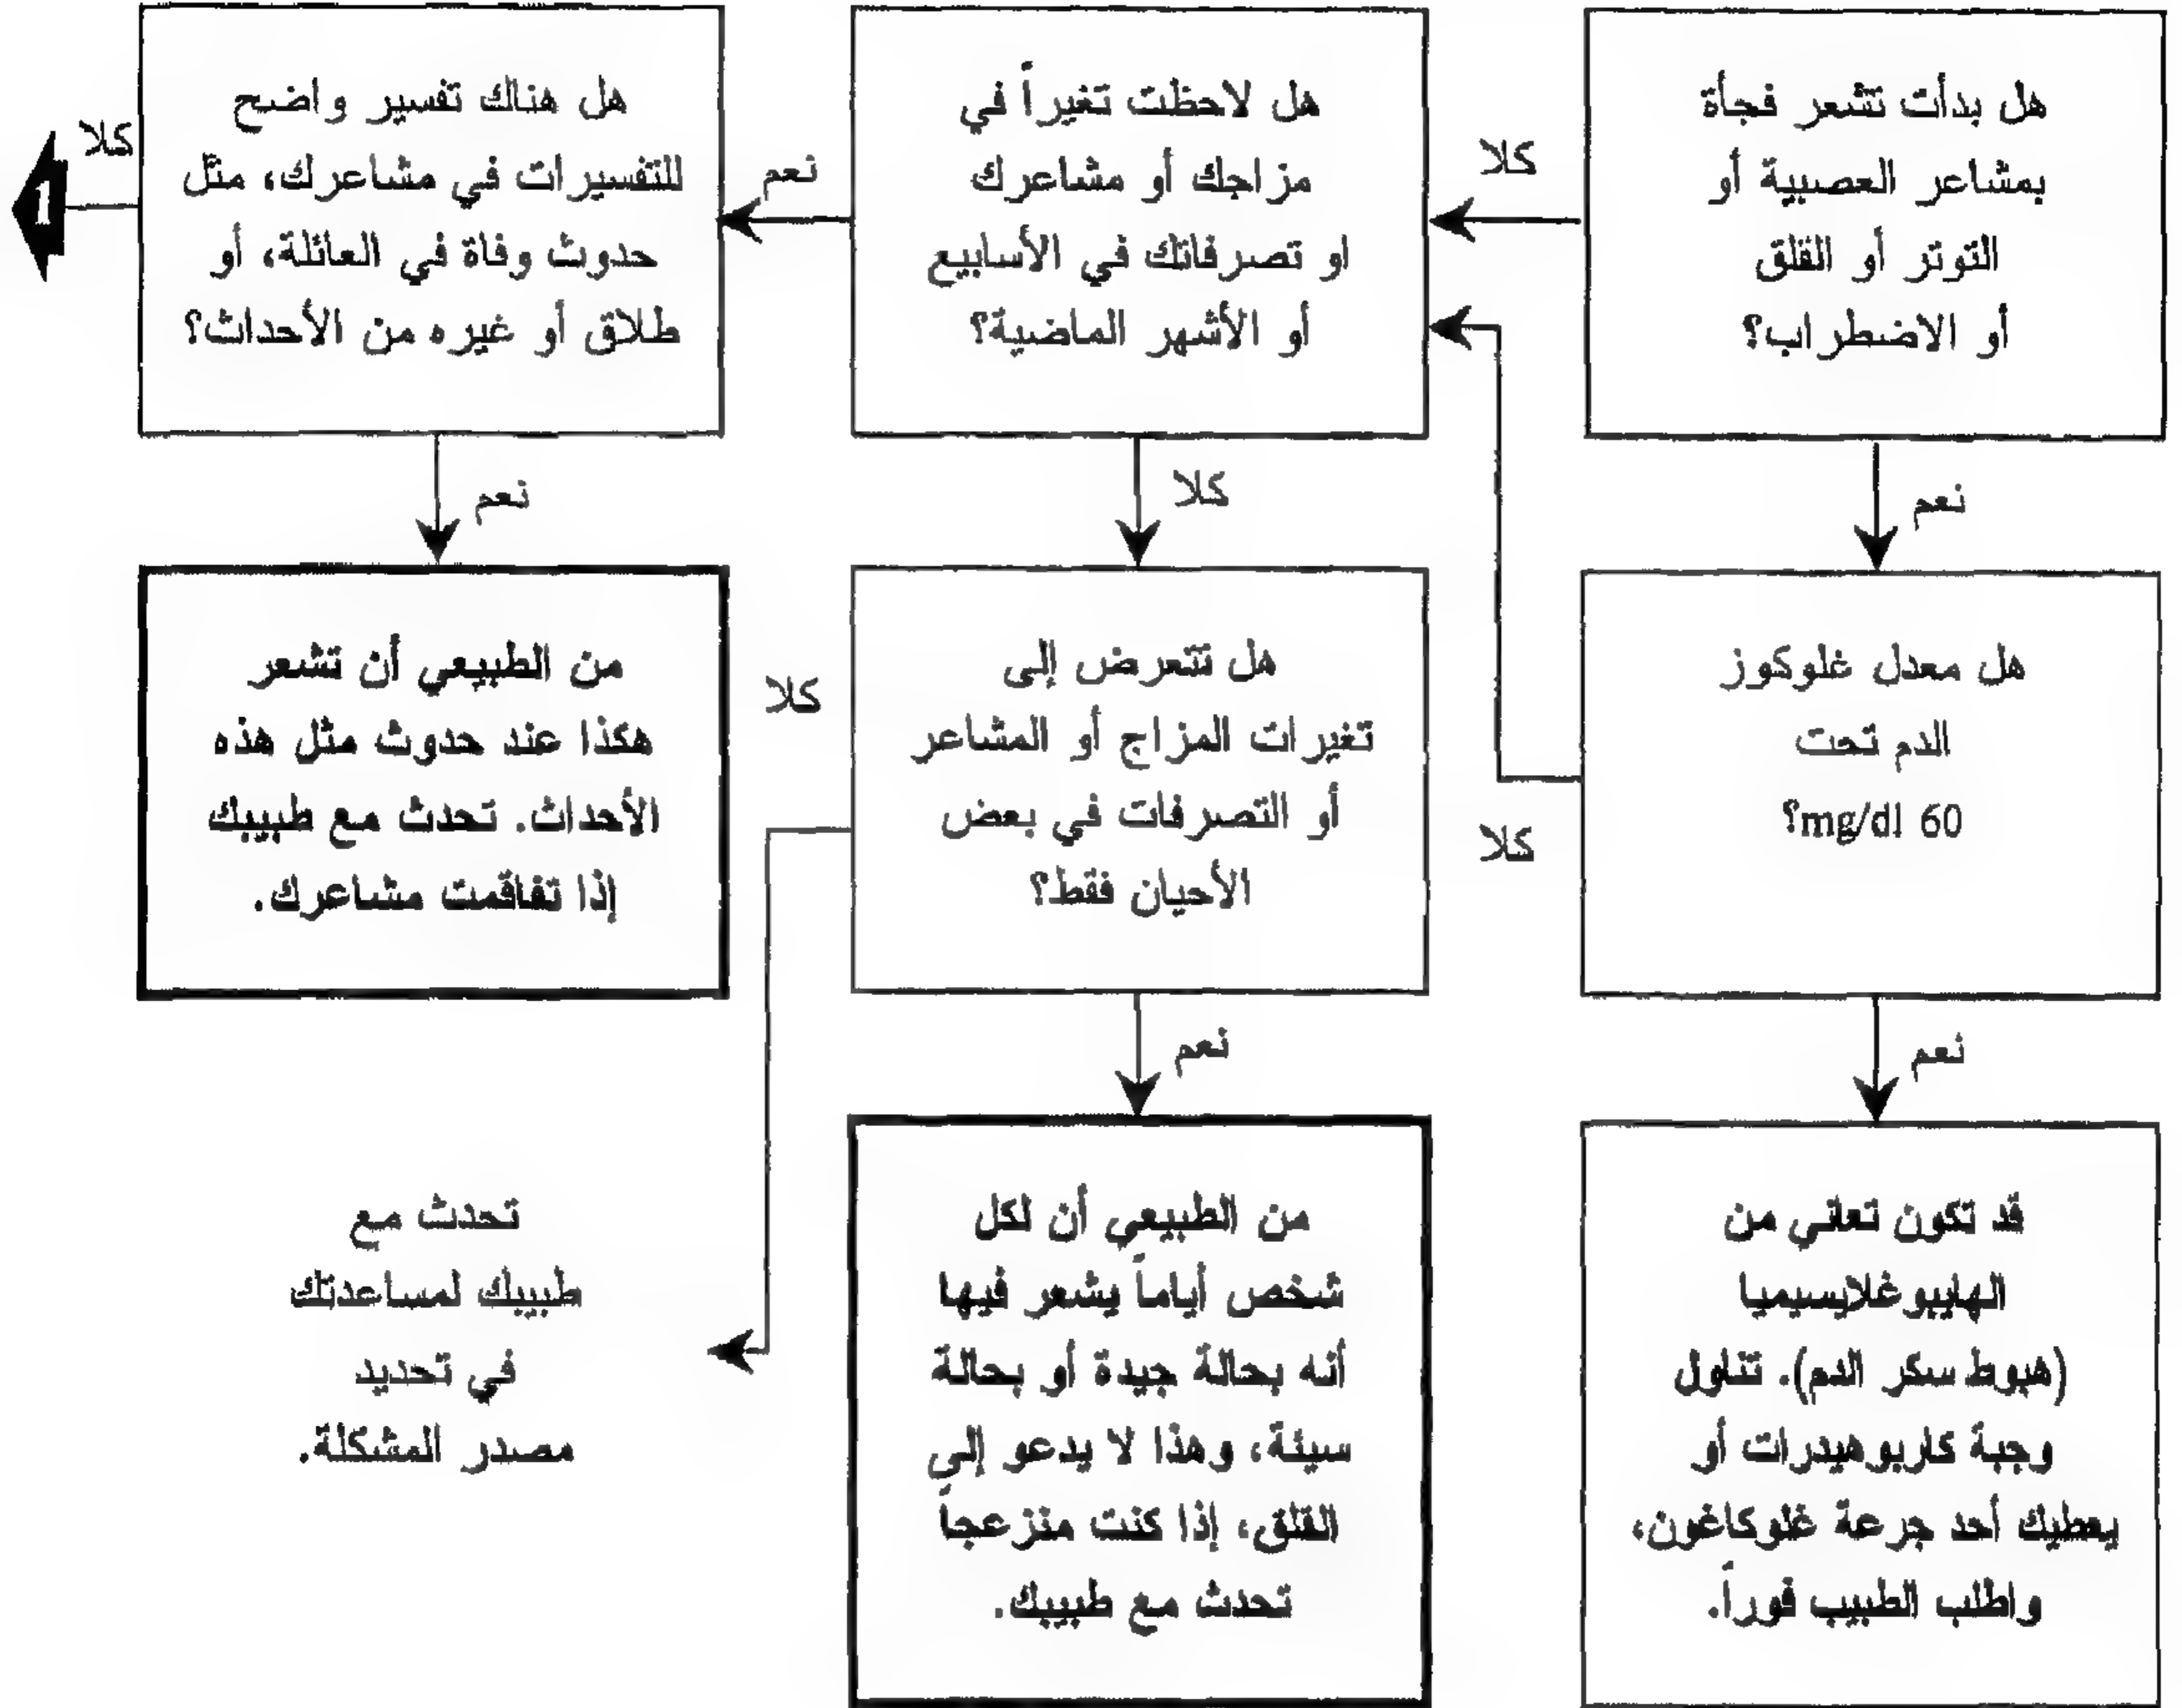 هل بدأت تشعر فجأة
بمشاعر العصبية أو
التوتر أو القلق
أو الاضطراب؟
كلا
نعم
هل لاحظت تغيراً في
مزاجك أو مشاعرك
او تصرفاتك في الأسابيع
أو الأشهر الماضية؟
نعم
كلا
هل هناك تفسير واضح
للتفسيرات في مشاعرك، مثل
حدوث وفاة في العائلة، أو
طلاق أو غيره من الأحداث؟
كلا
1
نعم
هل معدل غلوكوز
الدم تحت
60 mg/dl؟
كلا
نعم
هل تتعرض إلى
تغيرات المزاج أو المشاعر
أو التصرفات في بعض
الأحيان فقط؟
كلا
نعم
من الطبيعي أن تشعر
هكذا عند حدوث مثل هذه
الأحداث. تحدث مع طبيبك
إذا تفاقمت مشاعرك.
قد تكون تعاني من
الهايبوغلايسيميا
(هبوط سكر الدم). تناول
وجبة كاربوهيدرات أو
يعطيك أحد جرعة غلوكاغون،
واطلب الطبيب فوراً.
من الطبيعي أن لكل
شخص أياماً يشعر فيها
أنه بحالة جيدة أو بحالة
سيئة، وهذا لا يدعو إلى
القلق، إذا كنت منزعجاً
تحدث مع طبيبك.
تحدث مع
طبيبك لمساعدتك
في تحديد
مصدر المشكلة.